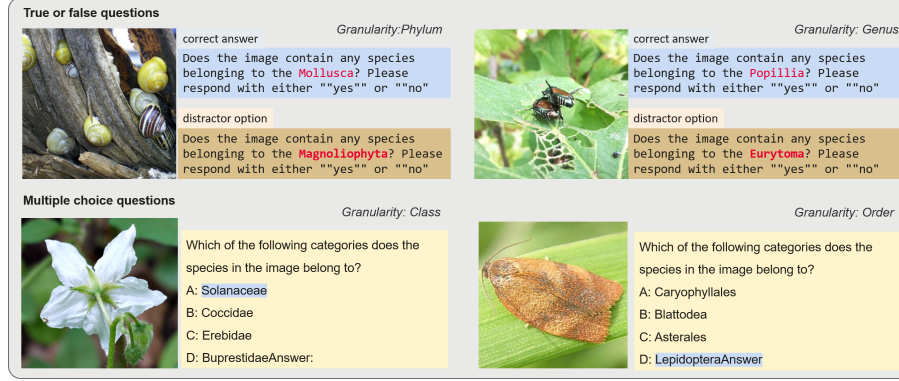 True or false questions
Granularity:Phylum
correct answer
Does the image contain any species
belonging to the Mollusca? Please
respond with either ""yes"" or ""no"
distractor option
Does the image contain any species
belonging to the Magnoliophyta? Please
respond with either ""yes"" or ""no"
Granularity: Genus
correct answer
Does the image contain any species
belonging to the Popillia? Please
respond with either ""yes"" or ""no"
distractor option
Does the image contain any species
belonging to the Eurytoma? Please
respond with either ""yes"" or ""no"
Multiple choice questions
Granularity: Class
Which of the following categories does the
species in the image belong to?
A: Solanaceae
B: Coccidae
C: Erebidae
D: BuprestidaeAnswer:
Granularity: Order
Which of the following categories does the
species in the image belong to?
A: Caryophyllales
B: Blattodea
C: Asterales
D: LepidopteraAnswer